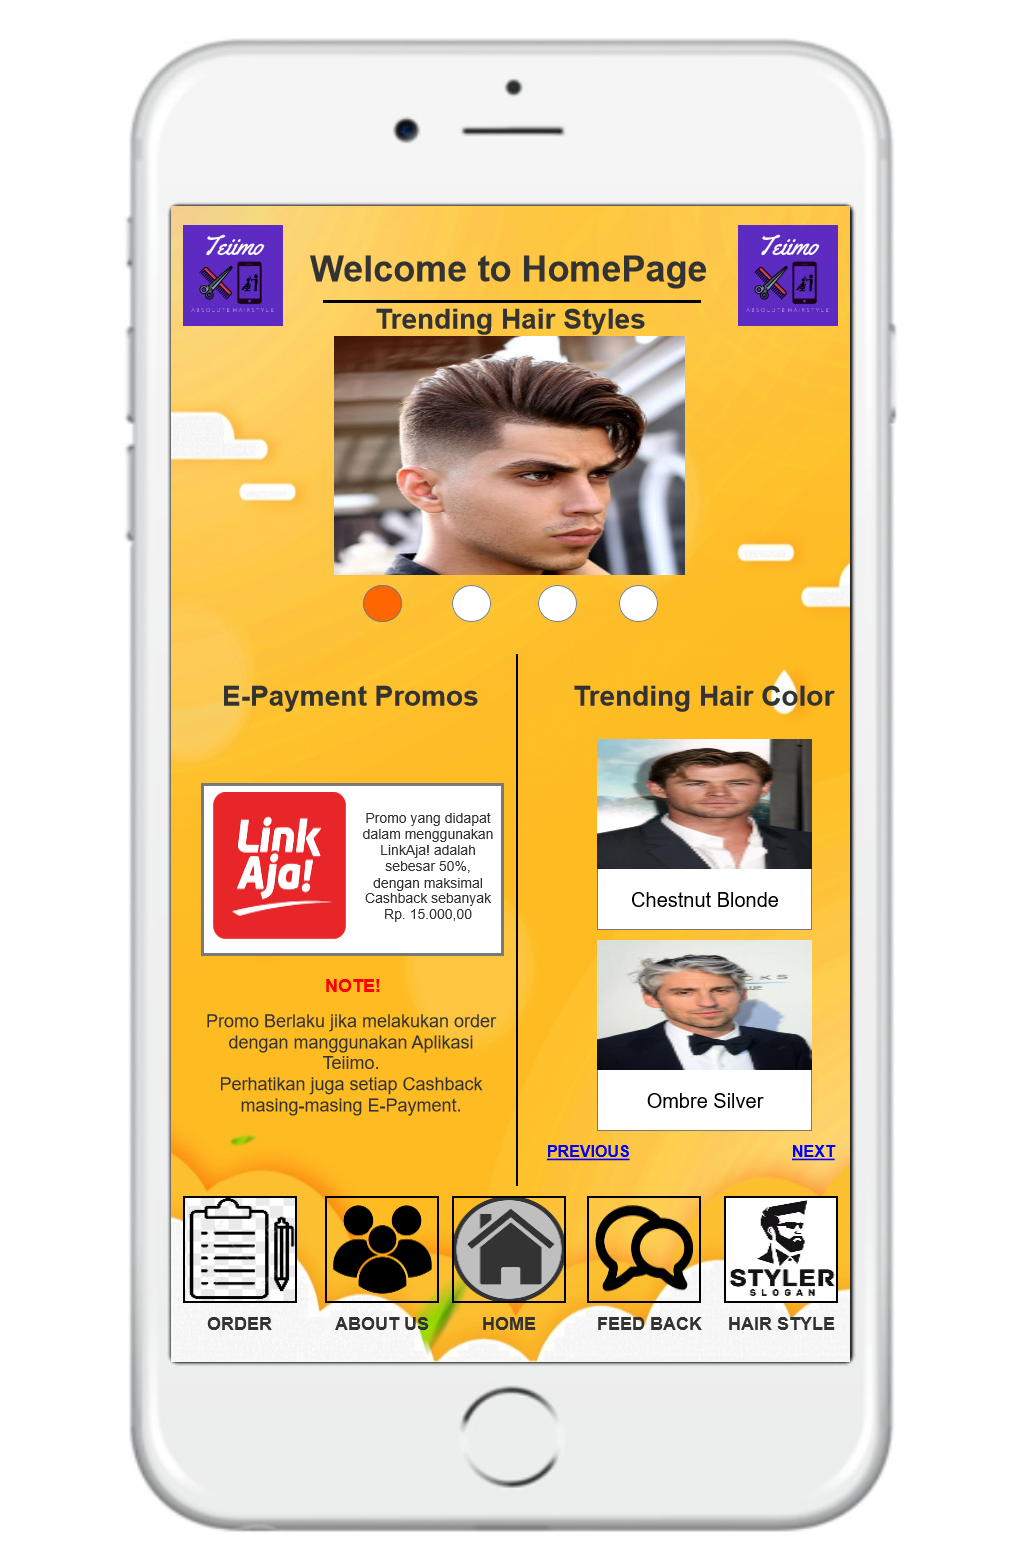 Teiimo
ABSOLUTE HAIRSTYLE
Teiimo
ABSOLUTE HAIRSTYLE
Welcome to HomePage
Trending Hair Styles
E-Payment Promos
Link
Aja!
Promo yang didapat
dalam menggunakan
LinkAja! adalah
sebesar 50%,
dengan maksimal
Cashback sebanyak
Rp. 15.000,00
NOTE!
Promo Berlaku jika melakukan order
dengan manggunakan Aplikasi
Teiimo.
Perhatikan juga setiap Cashback
masing-masing E-Payment.
Trending Hair Color
Chestnut Blonde
Ombre Silver
PREVIOUS
NEXT
STYLER
SLOGAN
ORDER
ABOUT US
HOME
FEED BACK
HAIR STYLE